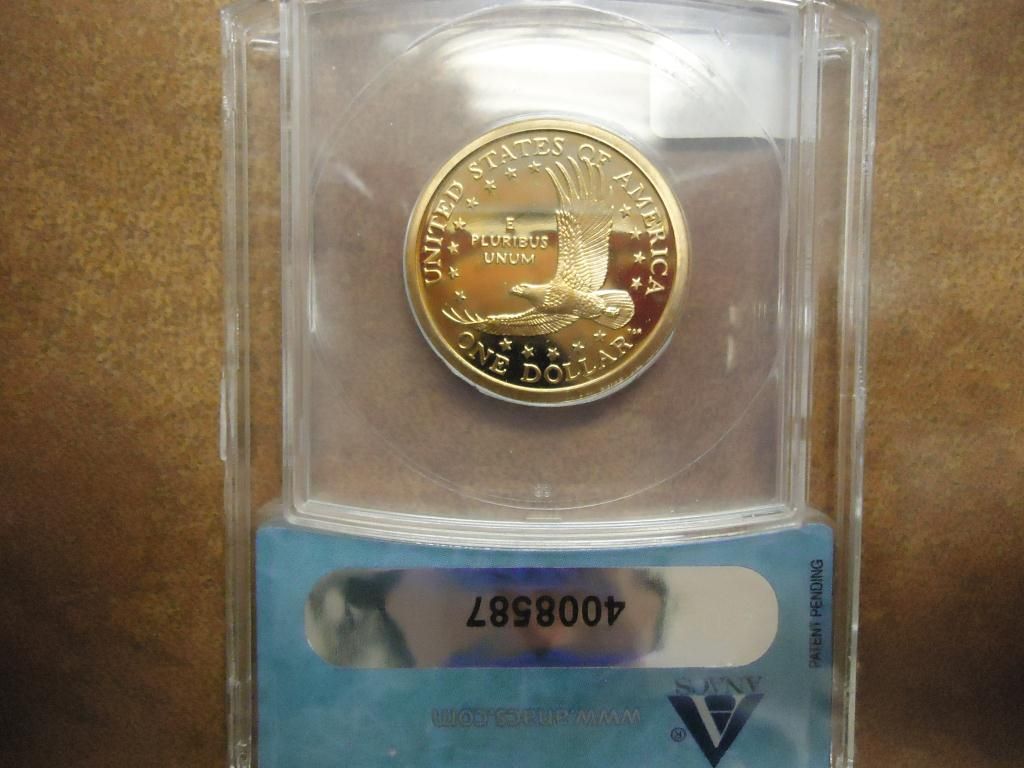 UNITED STATES OF AMERICA
E
PLURIBUS
UNUM
ONE DOLLAR
4008587
PATENT PENDING
ANACS
www.anacs.com
®